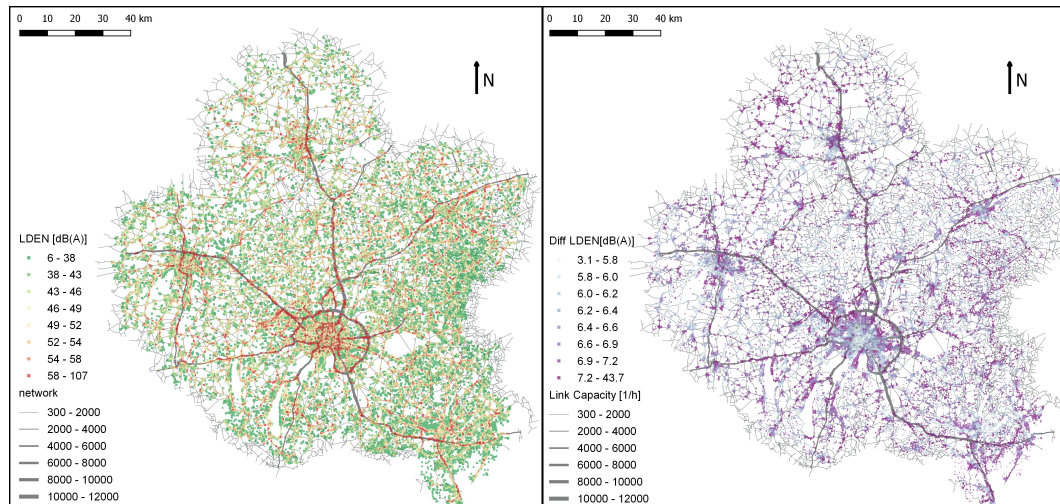 0 10 20 30 40 km
N
LDEN [dB(A)]
6 - 38
38 - 43
43 - 46
46 - 49
49 - 52
52 - 54
54 - 58
58 - 107
network
300 - 2000
2000 - 4000
4000 - 6000
6000 - 8000
8000 - 10000
10000 - 12000
0 10 20 30 40 km
N
Diff LDEN[dB(A)]
3.1 - 5.8
5.8 - 6.0
6.0 - 6.2
6.2 - 6.4
6.4 - 6.6
6.6 - 6.9
6.9 - 7.2
7.2 - 43.7
Link Capacity [1/h]
300 - 2000
2000 - 4000
4000 - 6000
6000 - 8000
8000 - 10000
10000 - 12000